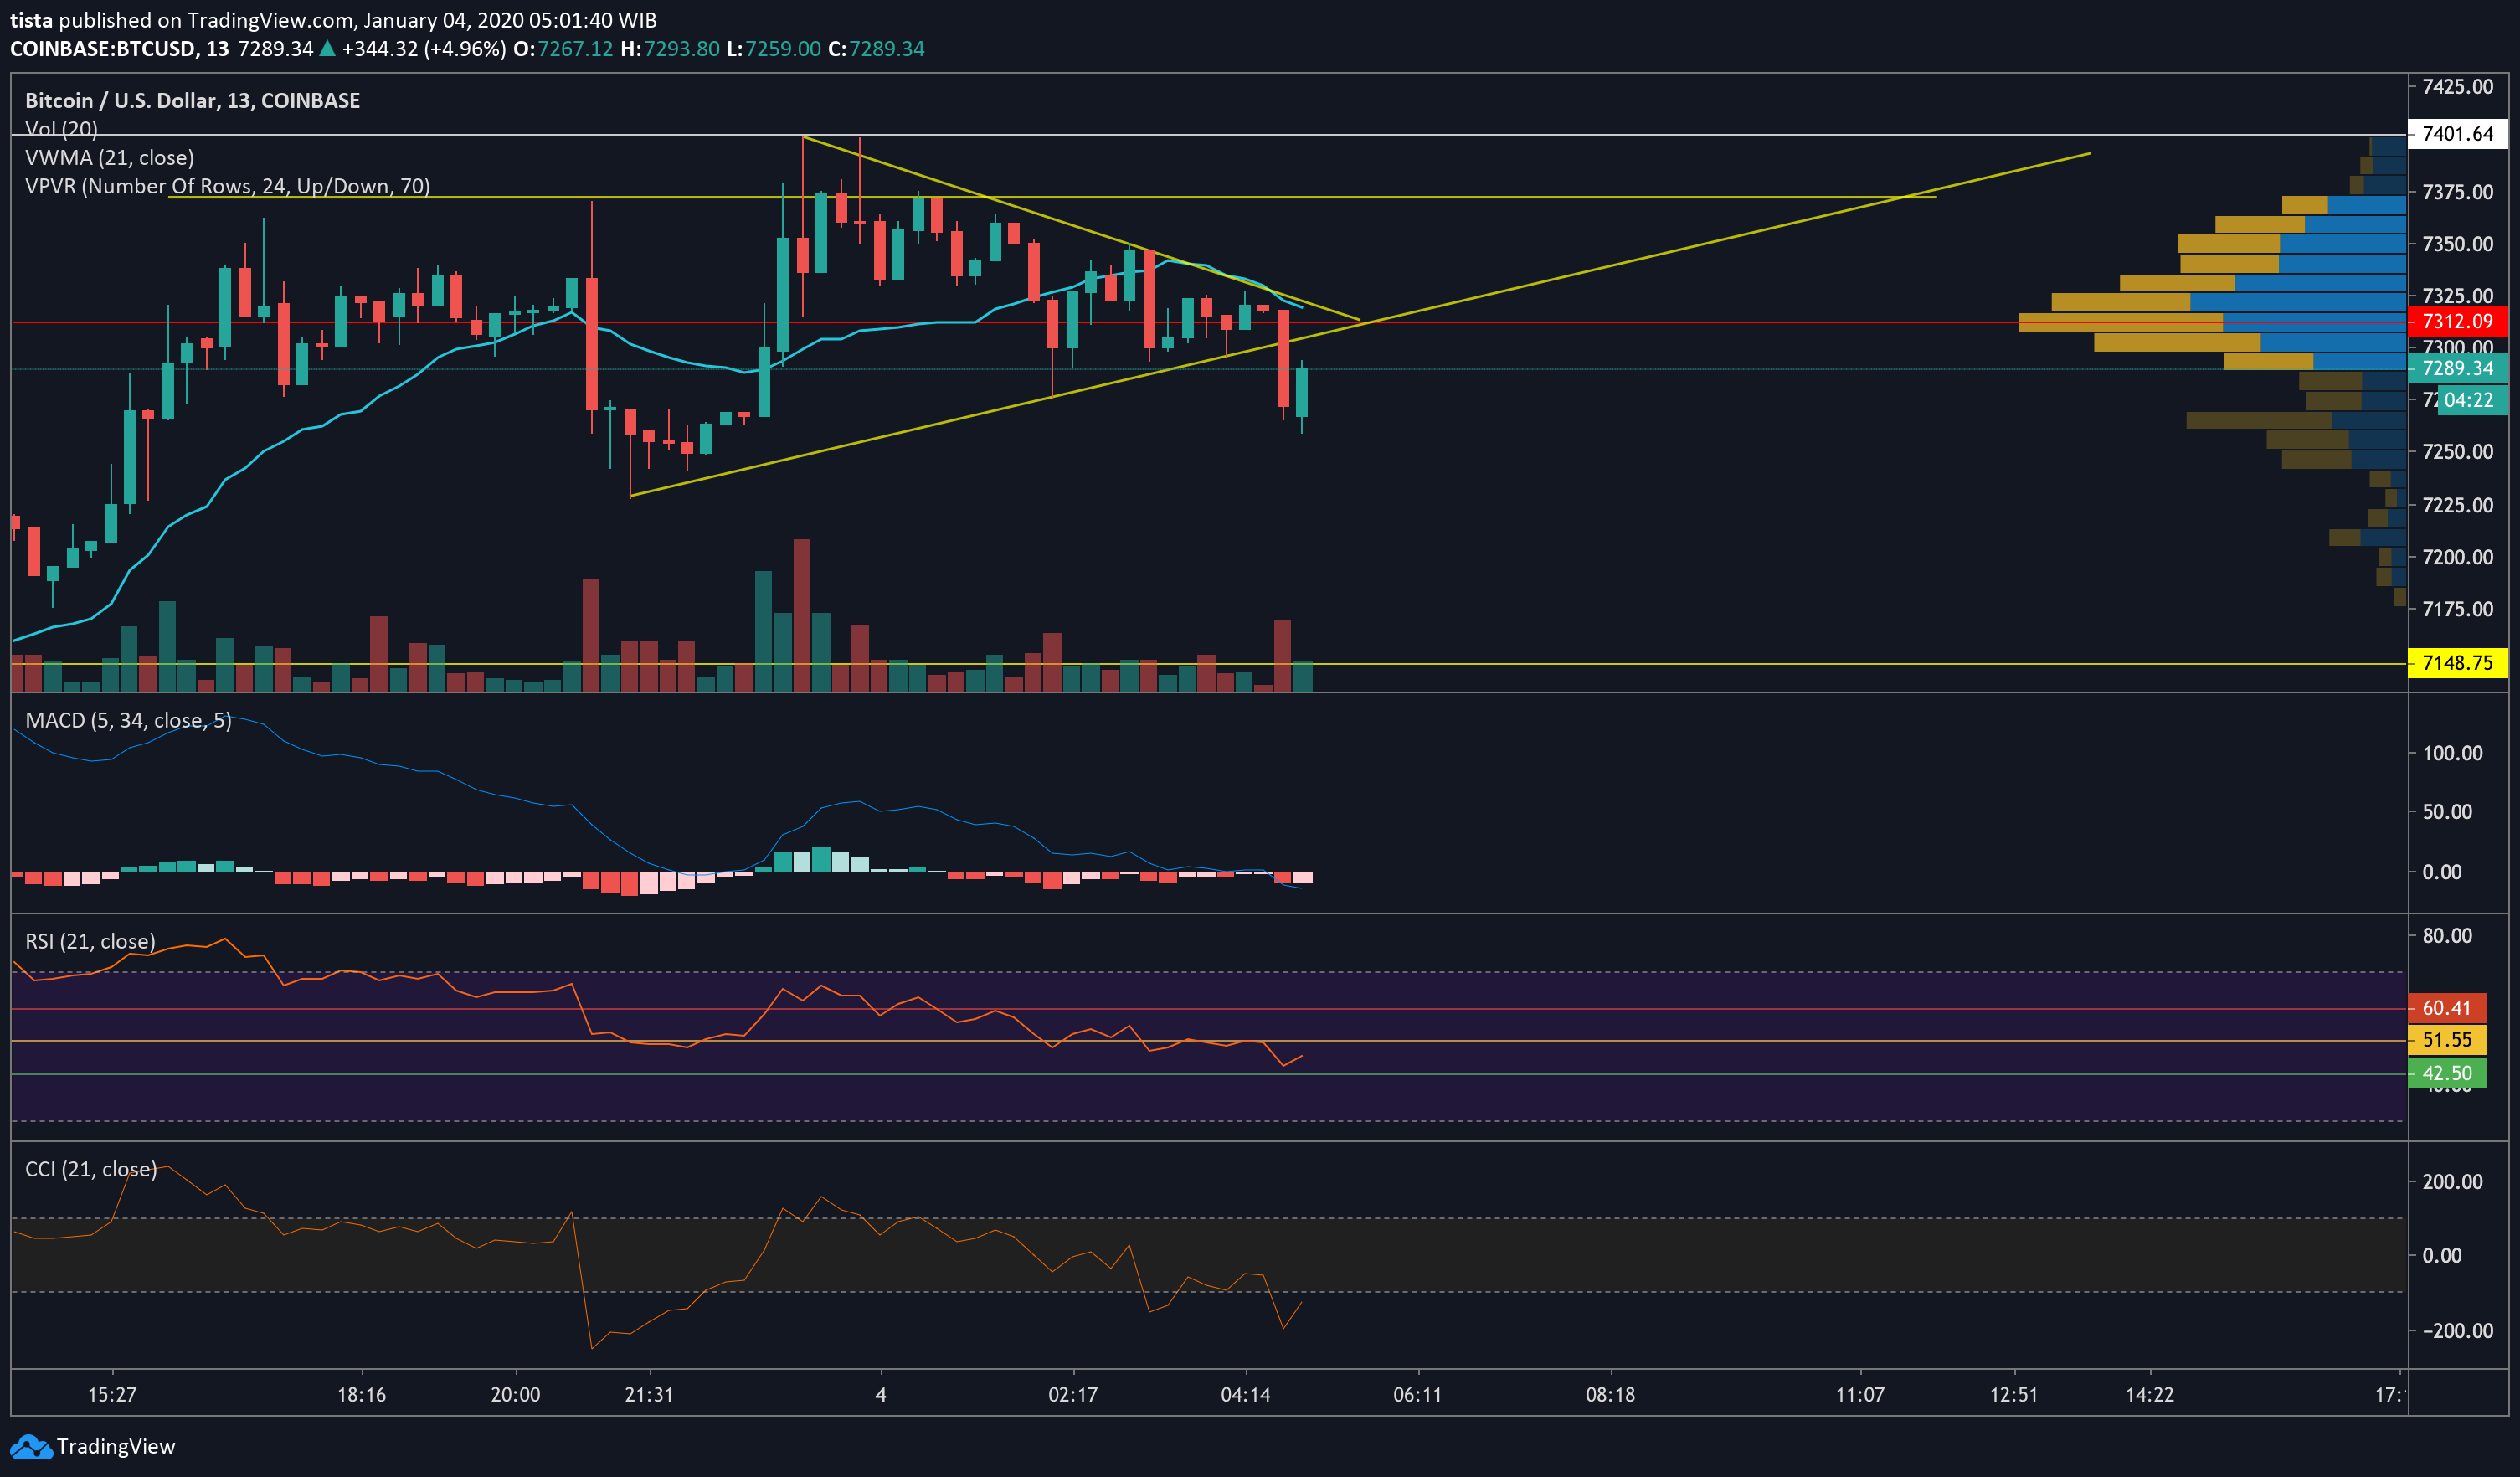 tista published on TradingView.com, January 04, 2020 05:01:40 WIB
COINBASE:BTCUSD, 13 7289.34 ▲ +344.32 (+4.96%) O:7267.12 H:7293.80 L:7259.00 C:7289.34
Bitcoin / U.S. Dollar, 13, COINBASE
Vol (20)
VWMA (21, close)
VPVR (Number Of Rows, 24, Up/Down, 70)
7425.00
7401.64
7375.00
7350.00
7325.00
7312.09
7300.00
7289.34
04:22
7250.00
7225.00
7200.00
7175.00
7148.75
MACD (5, 34, close, 5)
100.00
50.00
0.00
RSI (21, close)
80.00
60.41
51.55
42.50
CCI (21, close)
200.00
0.00
−200.00
15:27 18:16 20:00 21:31 4 02:17 04:14 06:11 08:18 11:07 12:51 14:22 17:
TradingView